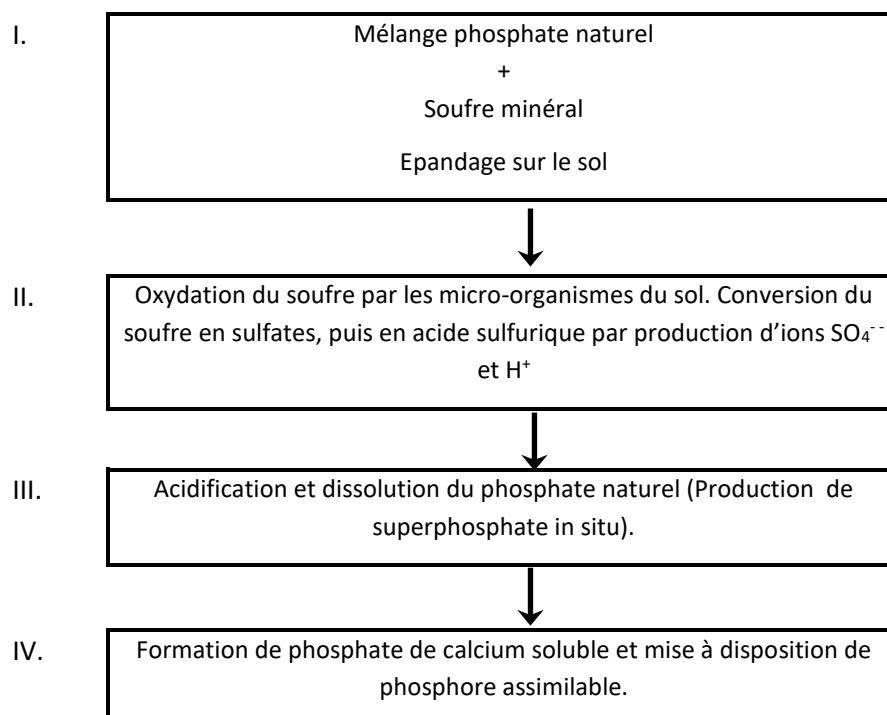 I.
Mélange phosphate naturel
+
Soufre minéral
Epandage sur le sol
II.
Oxydation du soufre par les micro-organismes du sol. Conversion du
soufre en sulfates, puis en acide sulfurique par production d’ions SO₄⁻⁻
et H⁺
III.
Acidification et dissolution du phosphate naturel (Production de
superphosphate in situ).
IV.
Formation de phosphate de calcium soluble et mise à disposition de
phosphore assimilable.